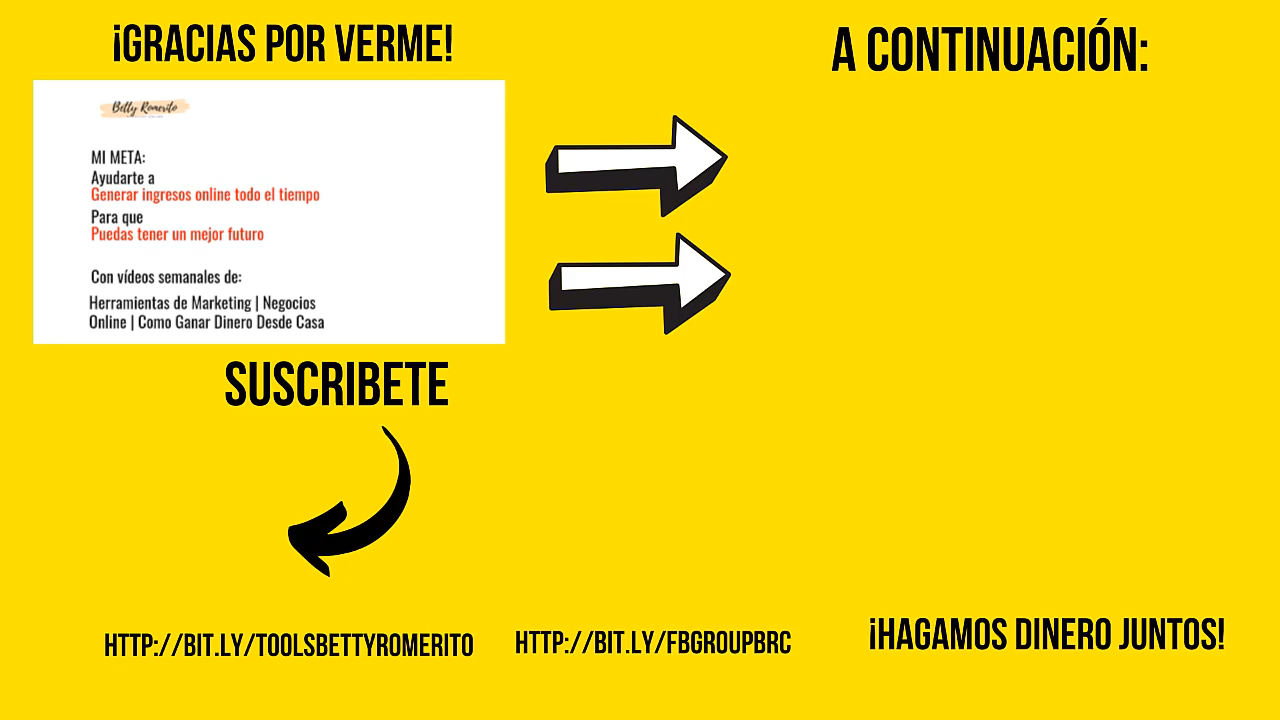 ¡GRACIAS POR VERME!
A CONTINUACIÓN:
Betty Romerito
MI META:
Ayudarte a
Generar ingresos online todo el tiempo
Para que
Puedas tener un mejor futuro
Con vídeos semanales de:
Herramientas de Marketing | Negocios
Online | Como Ganar Dinero Desde Casa
SUSCRIBETE
HTTP://BIT.LY/TOOLSBETTYROMERITO
HTTP://BIT.LY/FBGROUPBRC
¡HAGAMOS DINERO JUNTOS!